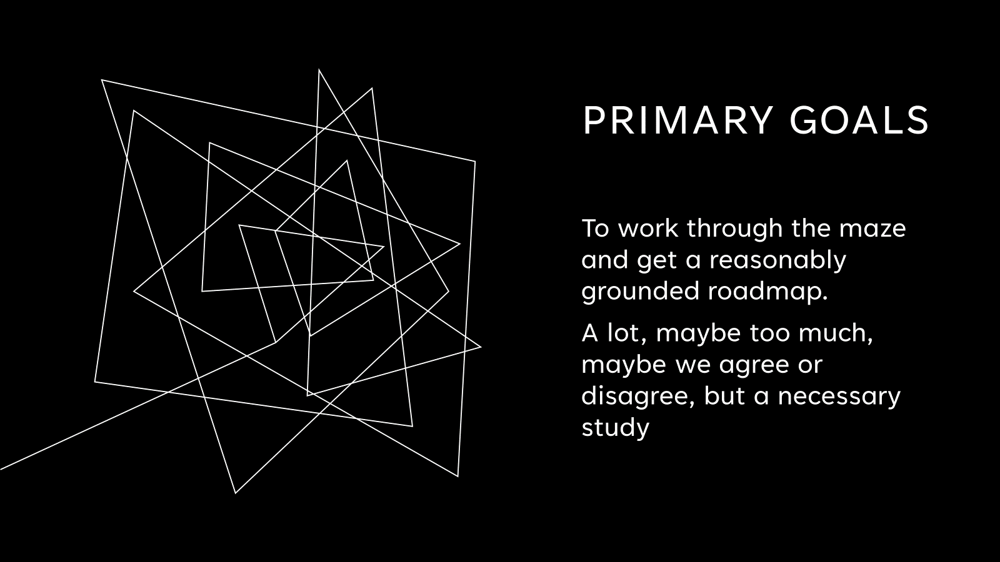 PRIMARY GOALS
To work through the maze
and get a reasonably
grounded roadmap.
A lot, maybe too much,
maybe we agree or
disagree, but a necessary
study